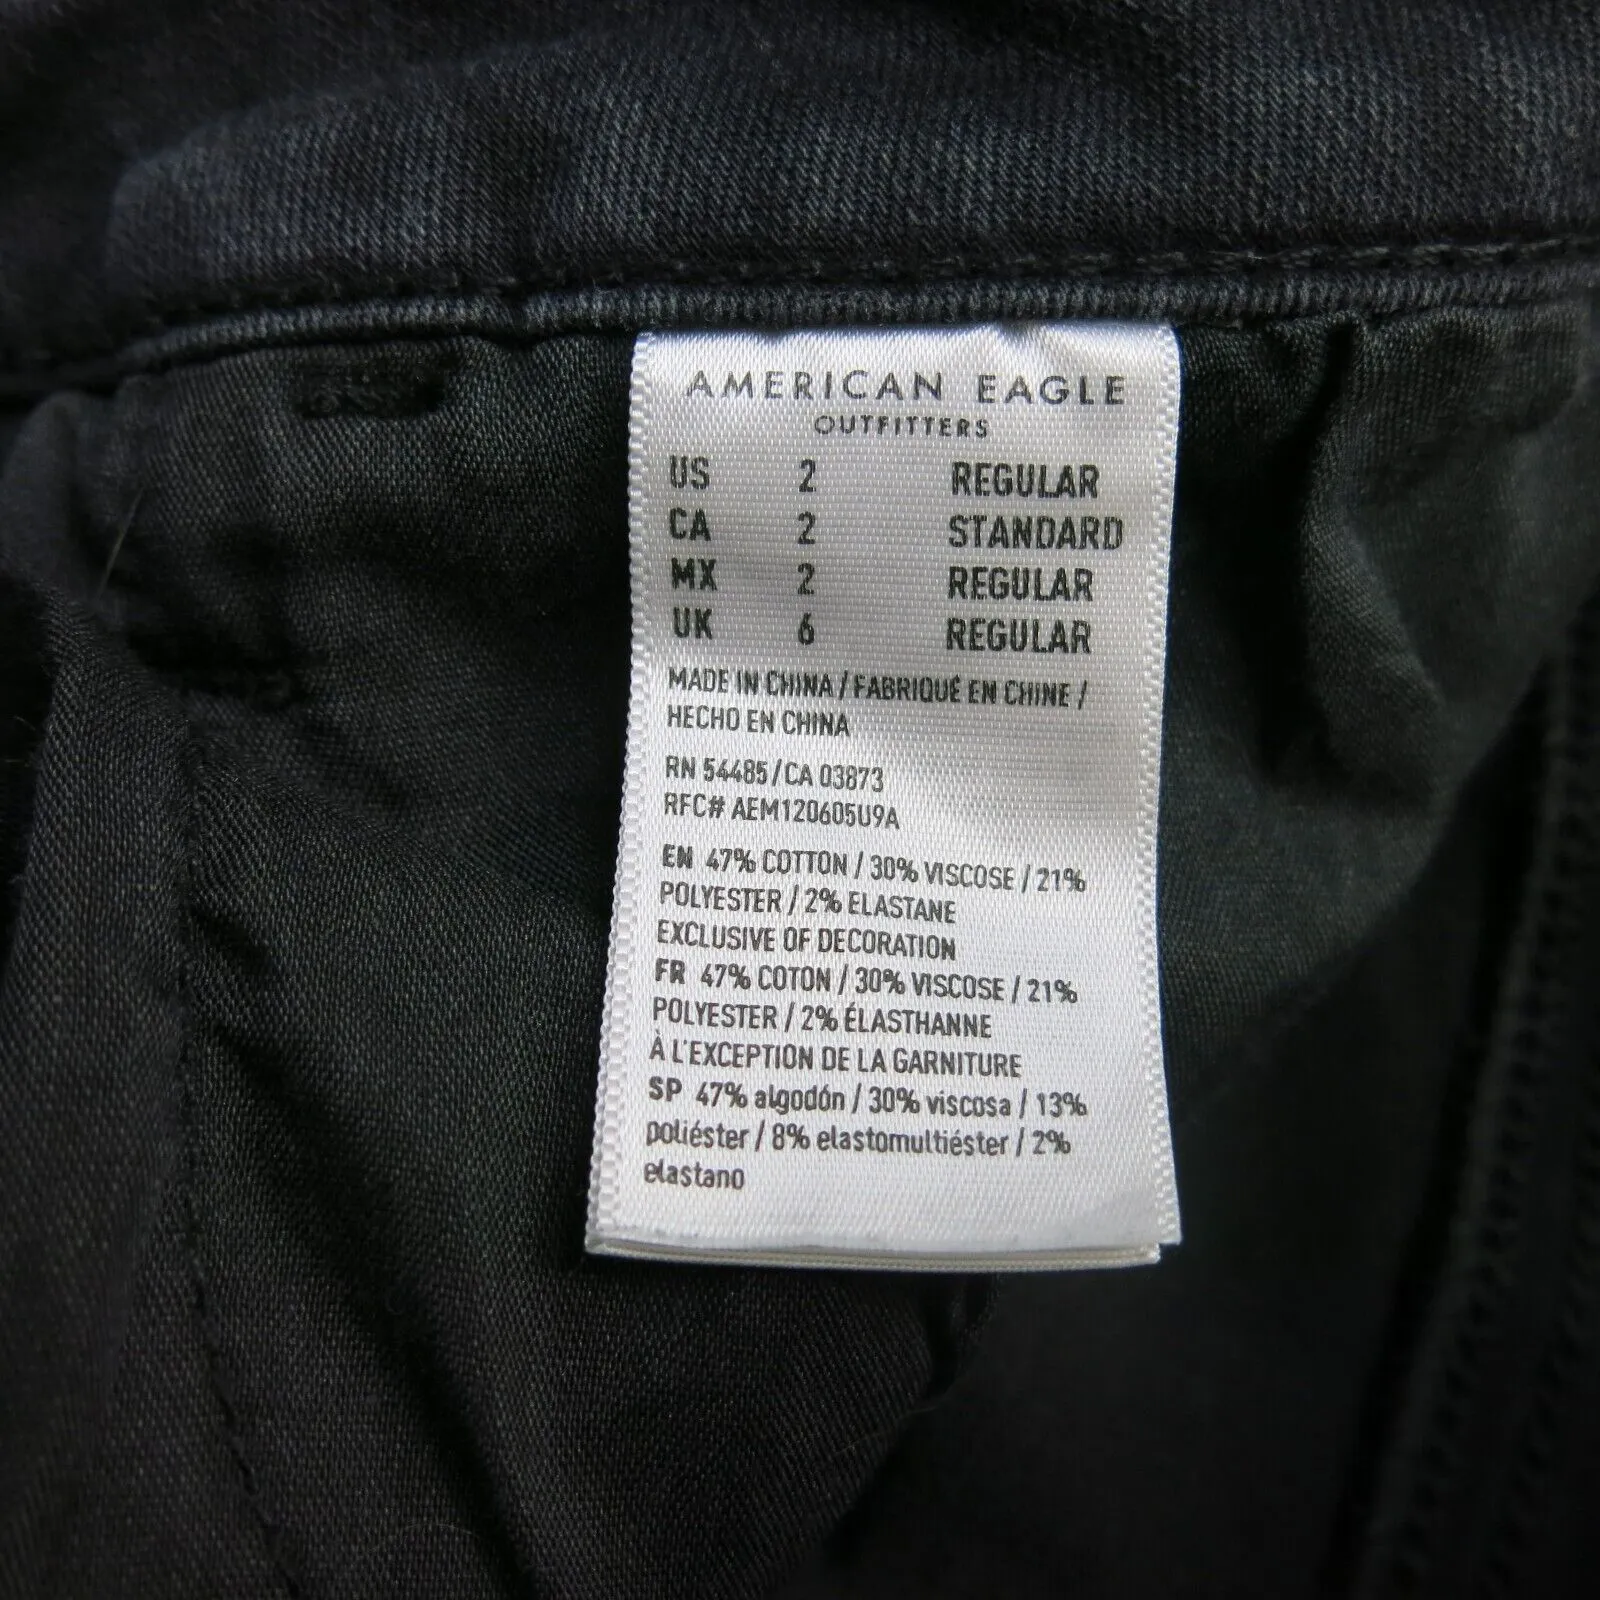 AMERICAN EAGLE
OUTFITTERS
US 2 REGULAR
CA 2 STANDARD
MX 2 REGULAR
UK 6 REGULAR
MADE IN CHINA / FABRIQUÉ EN CHINE /
HECHO EN CHINA
RN 54485 / CA 03873
RFC# AEM120605U9A
EN 47% COTTON / 30% VISCOSE / 21%
POLYESTER / 2% ELASTANE
EXCLUSIVE OF DECORATION
FR 47% COTON / 30% VISCOSE / 21%
POLYESTER / 2% ÉLASTHANNE
À L'EXCEPTION DE LA GARNITURE
SP 47% algodón / 30% viscosa / 13%
poliéster / 8% elastomultiéster / 2%
elastano